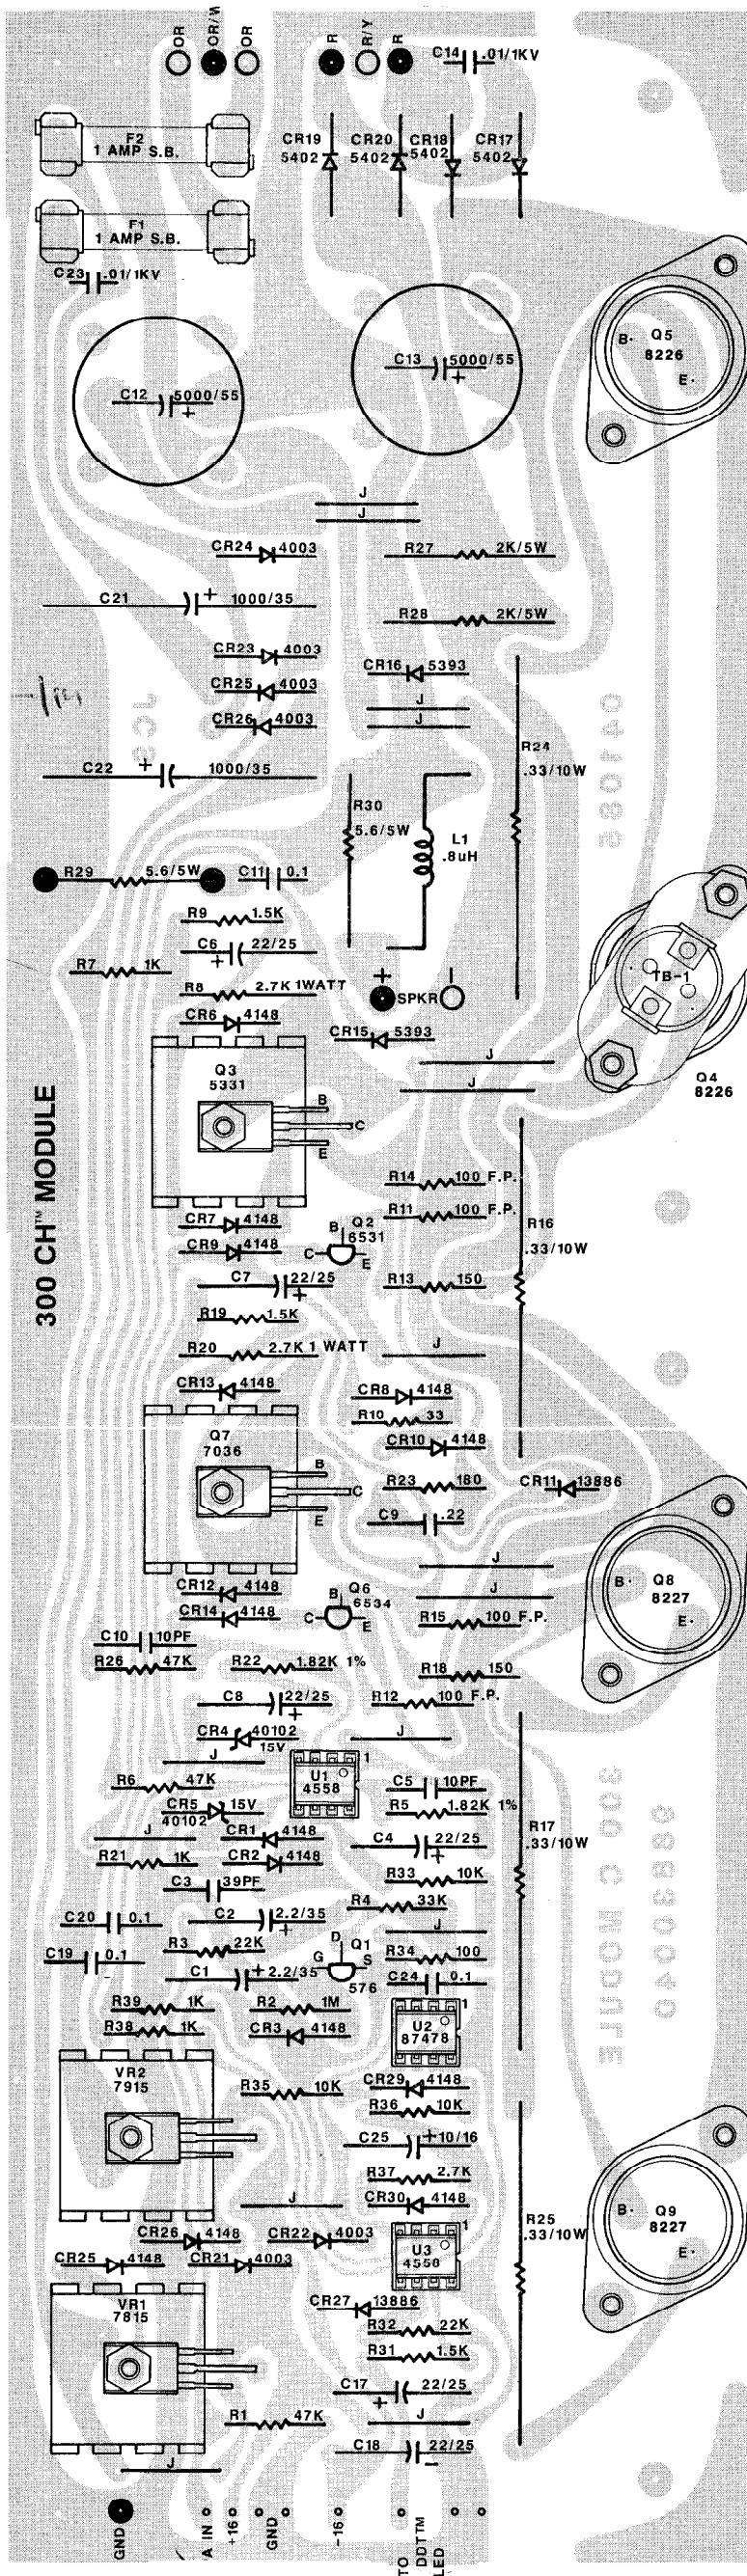 OR
OR/W
OR
R
R/Y
R
C14 .01/1KV
F2
1 AMP S.B.
CR19
5402
CR20
5402
CR18
5402
CR17
5402
F1
1 AMP S.B.
C23 .01/1KV
C12 5000/55
+
C13 5000/55
+
Q5
8226
B
E
J
J
CR24 4003
R27 2K/5W
C21 + 1000/35
R28 2K/5W
CR23 4003
CR16 5393
CR25 4003
J
CR26 4003
J
R24
.33/10W
041085
C22 + 1000/35
R30
5.6/5W
L1
.8uH
R29 5.6/5W
C11 0.1
R9 1.5K
C6 22/25
+
R7 1K
R8 2.7K 1WATT
+ SPKR −
TB-1
CR6 4148
CR15 5393
J
J
Q4
8226
Q3
5331
B
C
E
300 CH™ MODULE
R14 100 F.P.
R11 100 F.P.
R16
.33/10W
CR7 4148
CR9 4148
Q2
6531
B
C
E
C7 22/25
+
R13 150
R19 1.5K
R20 2.7K 1 WATT
J
CR13 4148
CR8 4148
R10 33
Q7
7036
B
C
E
CR10 4148
R23 180
CR11 13886
C9 .22
J
J
Q8
8227
B
E
CR12 4148
CR14 4148
Q6
6534
B
C
E
R15 100 F.P.
C10 10PF
R26 47K
R22 1.82K 1%
R18 150
C8 22/25
+
R12 100 F.P.
CR4 40102
15V
J
J
U1
4558
1
R6 47K
C5 10PF
CR5 15V
40102
R5 1.82K 1%
R17
.33/10W
J
CR1 4148
C4 22/25
+
R21 1K
CR2 4148
R33 10K
C3 39PF
R4 33K
C20 0.1
C2 2.2/35
+
J
R3 22K
Q1
576
D
G
S
R34 100
C19 0.1
C1 + 2.2/35
C24 0.1
300 C MODULE
9883040
R39 1K
R2 1M
R38 1K
CR3 4148
U2
87478
1
VR2
7915
R35 10K
CR29 4148
R36 10K
C25 + 10/16
R37 2.7K
J
CR30 4148
R25
.33/10W
Q9
8227
B
E
CR26 4148
CR22 4003
CR25 4148
CR21 4003
U3
4558
1
VR1
7815
CR27 13886
R32 22K
R31 1.5K
C17 22/25
+
R1 47K
J
C18 22/25
−
J
GND
A IN
+16
GND
-16
TO
DDT™
LED